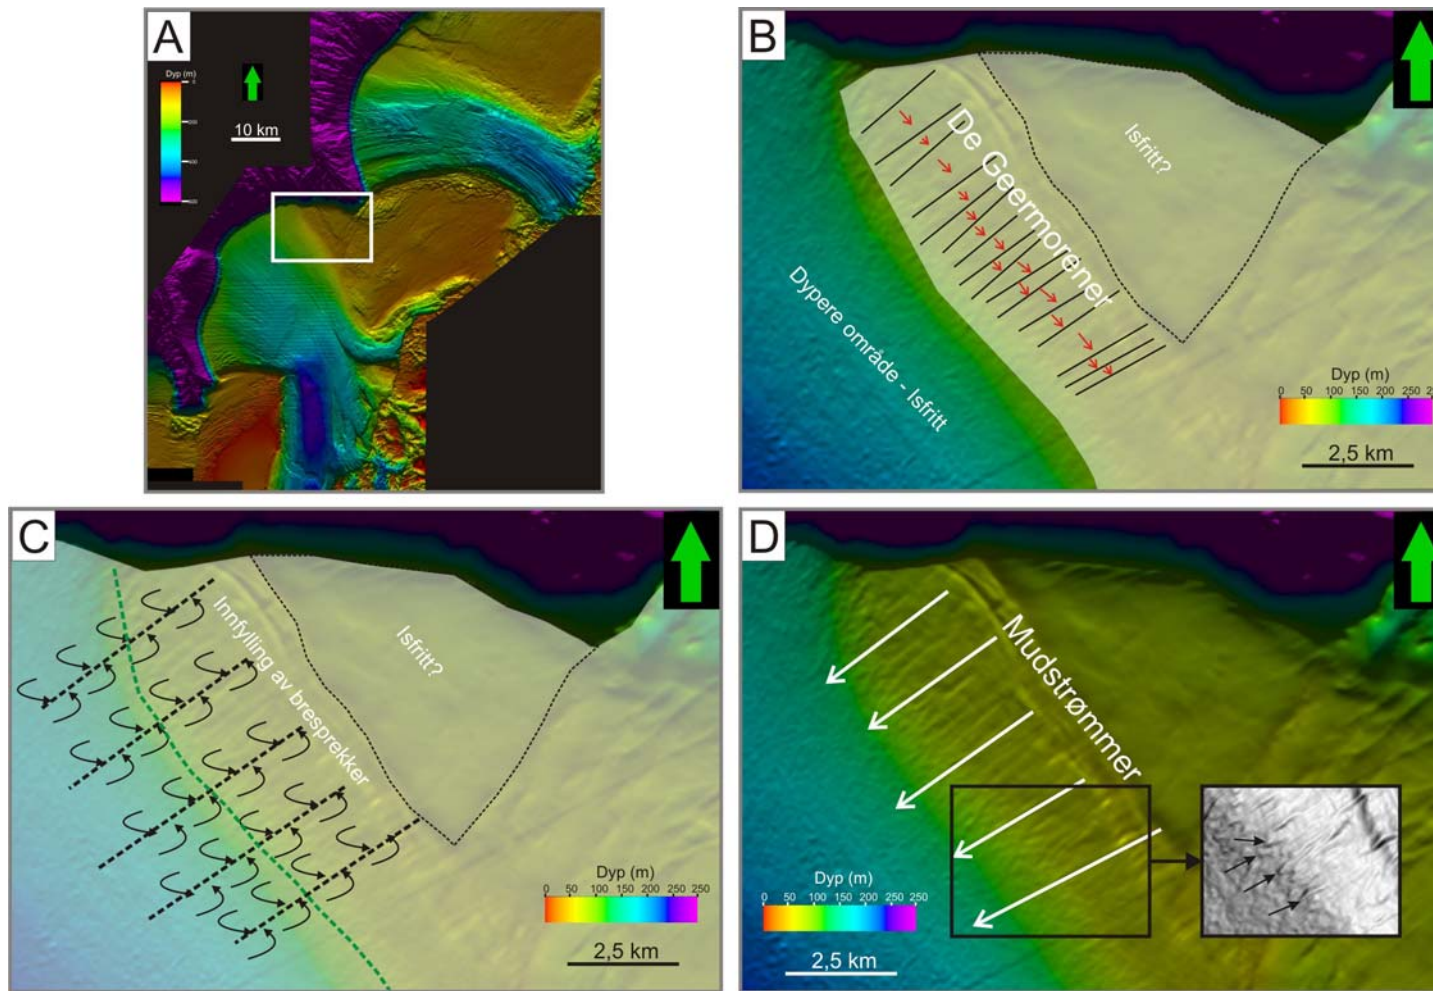 A
Dyp (m)
0
10 km
B
De Geermorener
Isfritt?
Dypere område - Isfritt
Dyp (m)
0 50 100 150 200 250
2,5 km
C
Innfylling av bresprekker
Isfritt?
Dyp (m)
0 50 100 150 200 250
2,5 km
D
Mudstrømmer
Dyp (m)
0 50 100 150 200 250
2,5 km